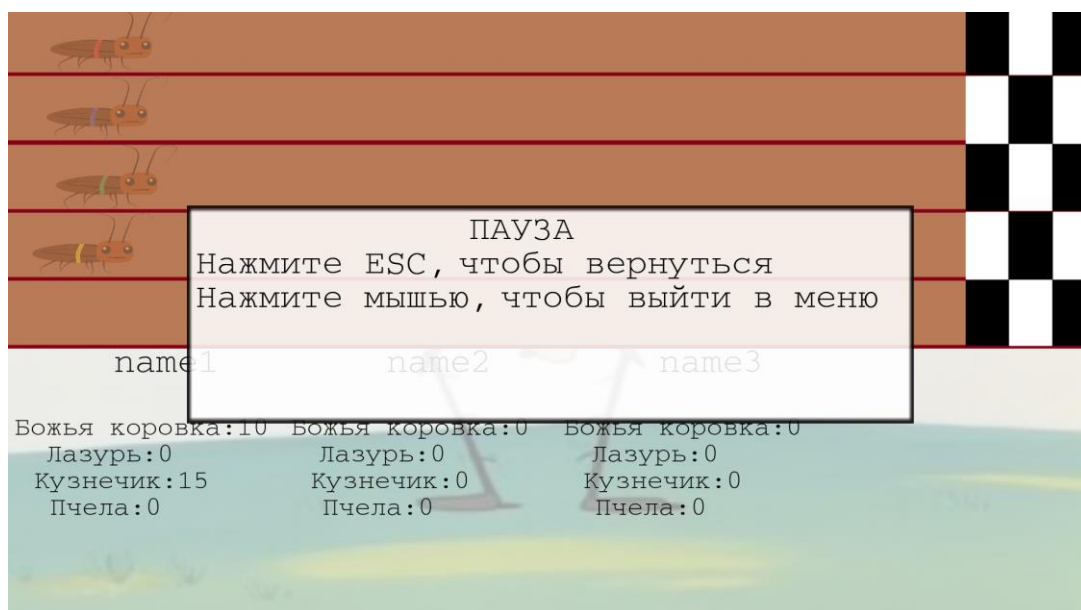 ПАУЗА
Нажмите ESC, чтобы вернуться
Нажмите мышью, чтобы выйти в меню
name1 name2 name3
Божья коровка:10 Божья коровка:0 Божья коровка:0
Лазурь:0 Лазурь:0 Лазурь:0
Кузнечик:15 Кузнечик:0 Кузнечик:0
Пчела:0 Пчела:0 Пчела:0